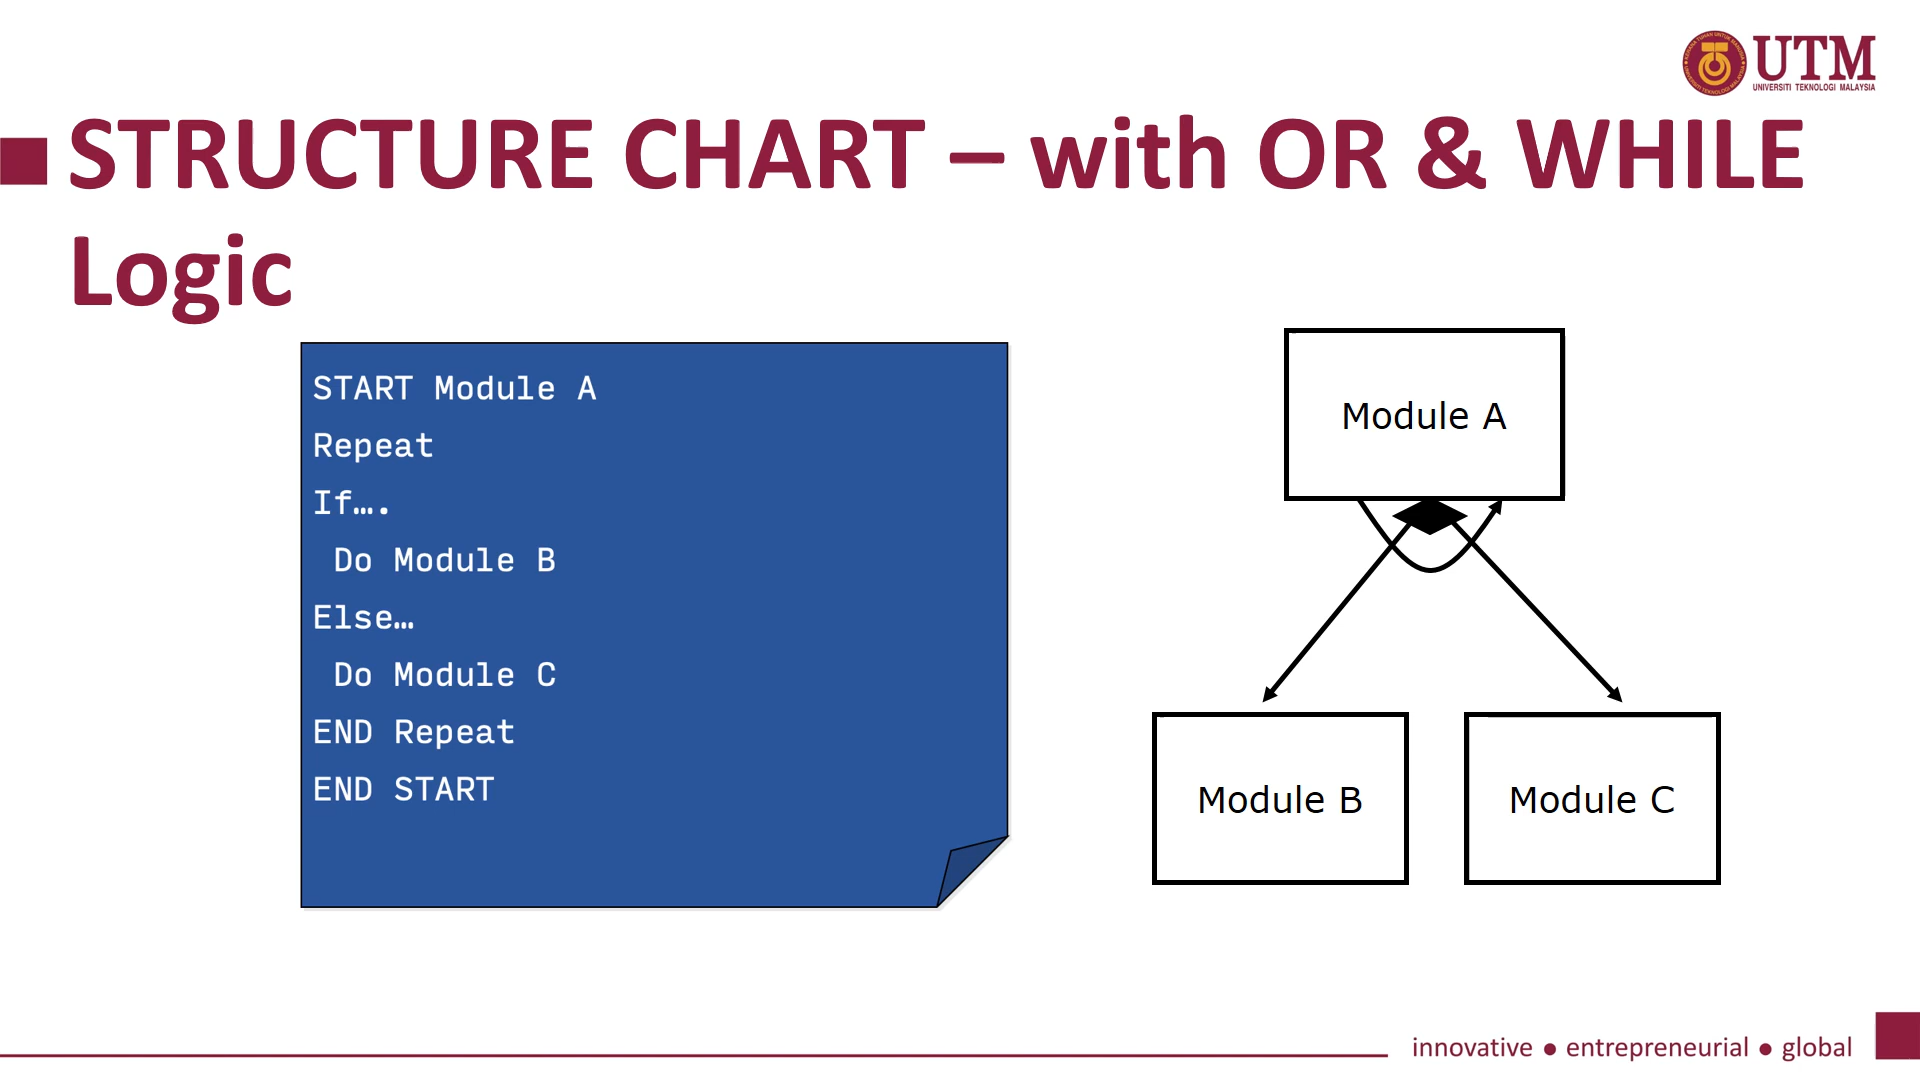 UTM
UNIVERSITI TEKNOLOGI MALAYSIA
STRUCTURE CHART – with OR & WHILE
Logic
START Module A
Repeat
If….
Do Module B
Else…
Do Module C
END Repeat
END START
Module A
Module B
Module C
innovative ● entrepreneurial ● global